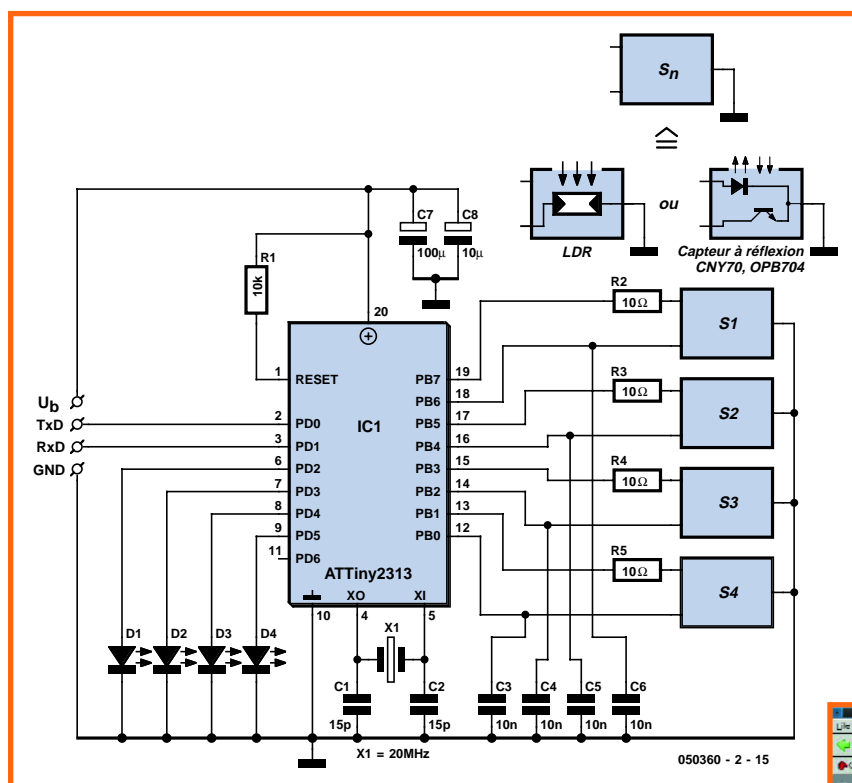 Sn
LDR
ou
Capteur à réflexion
CNY70, OPB704
C7
100µ
C8
10µ
R1
10k
20
1
RESET
Ub
TxD
RxD
GND
2
PD0
3
PD1
6
PD2
7
PD3
8
PD4
9
PD5
11
PD6
IC1
ATTiny2313
PB7
19
PB6
18
PB5
17
PB4
16
PB3
15
PB2
14
PB1
13
PB0
12
R2
10Ω
S1
R3
10Ω
S2
R4
10Ω
S3
R5
10Ω
S4
XO
XI
10
4
5
X1
D1
D2
D3
D4
C1
15p
C2
15p
C3
10n
C4
10n
C5
10n
C6
10n
X1 = 20MHz
050360 - 2 - 15